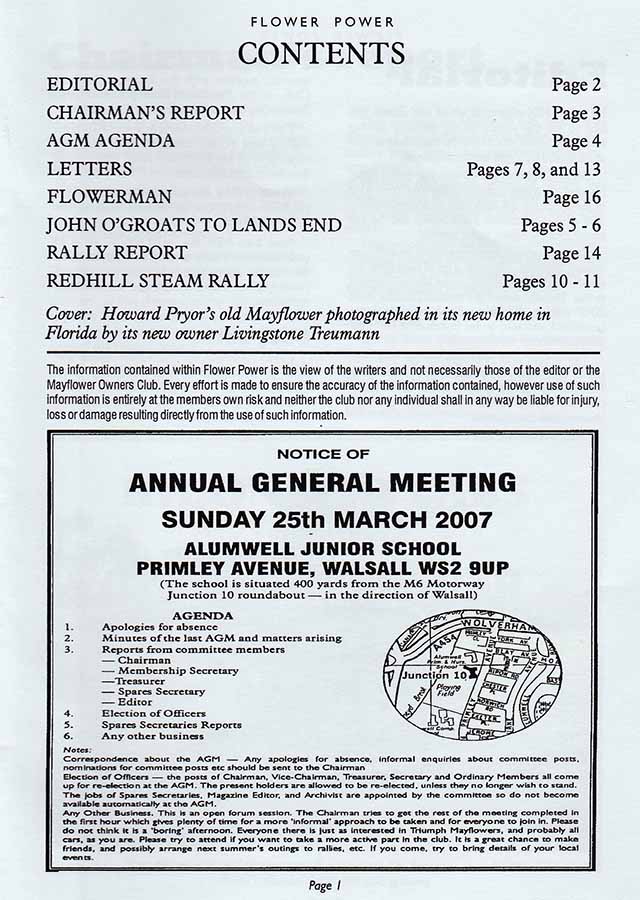 FLOWER POWER
CONTENTS
EDITORIAL Page 2
CHAIRMAN'S REPORT Page 3
AGM AGENDA Page 4
LETTERS Pages 7, 8, and 13
FLOWERMAN Page 16
JOHN O'GROATS TO LANDS END Pages 5 - 6
RALLY REPORT Page 14
REDHILL STEAM RALLY Pages 10 - 11
Cover: Howard Pryor's old Mayflower photographed in its new home in
Florida by its new owner Livingstone Treumann
The information contained within Flower Power is the view of the writers and not necessarily those of the editor or the
Mayflower Owners Club. Every effort is made to ensure the accuracy of the information contained, however use of such
information is entirely at the members own risk and neither the club nor any individual shall in any way be liable for injury,
loss or damage resulting directly from the use of such information.
NOTICE OF
ANNUAL GENERAL MEETING
SUNDAY 25th MARCH 2007
ALUMWELL JUNIOR SCHOOL
PRIMLEY AVENUE, WALSALL WS2 9UP
(The school is situated 400 yards from the M6 Motorway
Junction 10 roundabout — in the direction of Walsall)
AGENDA
1. Apologies for absence
2. Minutes of the last AGM and matters arising
3. Reports from committee members
— Chairman
— Membership Secretary
—Treasurer
— Spares Secretary
— Editor
4. Election of Officers
5. Spares Secretaries Reports
6. Any other business
WOLVERHAM
A454
PRIMLEY
CL
YORK AV
Alumwell
Prim & Nurs
School
Junction 10
RIPON RD
CHESTER
Playing
Field
NORWICH
RD
EXETER
JEROME
Notes:
Correspondence about the AGM — Any apologies for absence, informal enquiries about committee posts,
nominations for committee posts etc should be sent to the Chairman
Election of Officers — the posts of Chairman, Vice-Chairman, Treasurer, Secretary and Ordinary Members all come
up for re-election at the AGM. The present holders are allowed to be re-elected, unless they no longer wish to stand.
The jobs of Spares Secretaries, Magazine Editor, and Archivist are appointed by the committee so do not become
available automatically at the AGM.
Any Other Business. This is an open forum session. The Chairman tries to get the rest of the meeting completed in
the first hour which gives plenty of time for a more 'informal' approach to be taken and for everyone to join in. Please
do not think it is a 'boring' afternoon. Everyone there is just as interested in Triumph Mayflowers, and probably all
cars, as you are. Please try to attend if you want to take a more active part in the club. It is a great chance to make
friends, and possibly arrange next summer's outings to rallies, etc. If you come, try to bring details of your local
events.
Page 1